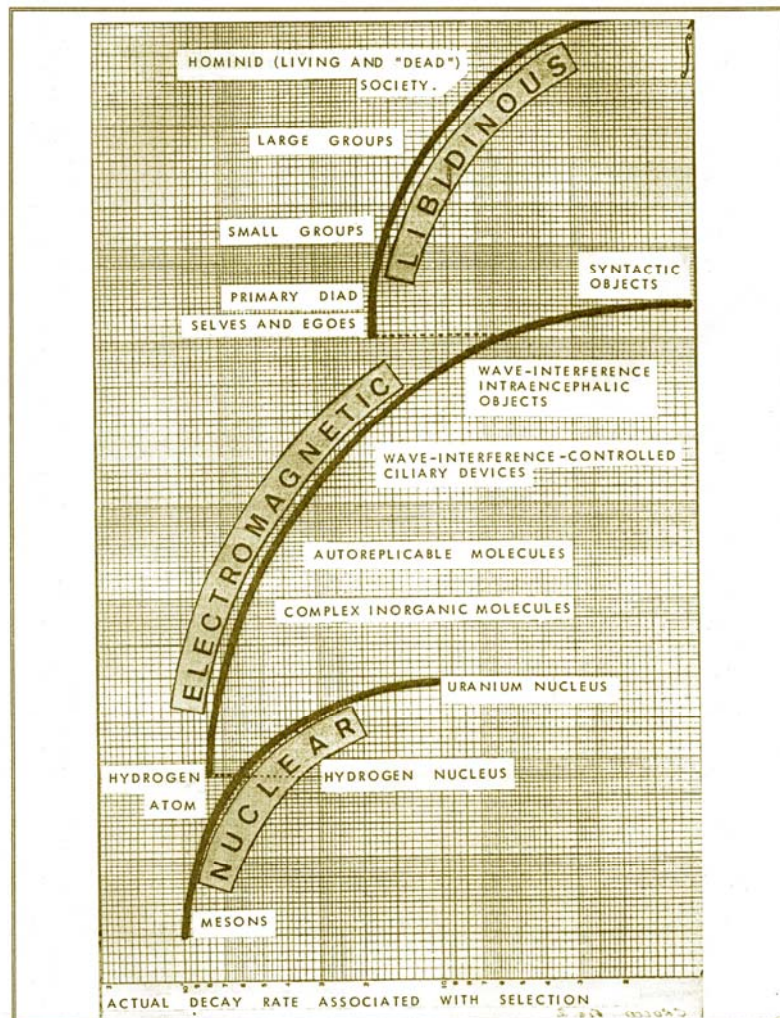 HOMINID (LIVING AND "DEAD")
SOCIETY.
LARGE GROUPS
LIBIDINOUS
SMALL GROUPS
SYNTACTIC
OBJECTS
PRIMARY DIAD
SELVES AND EGOES
WAVE-INTERFERENCE
INTRAENCEPHALIC
OBJECTS
ELECTROMAGNETIC
WAVE-INTERFERENCE-CONTROLLED
CILIARY DEVICES
AUTOREPLICABLE MOLECULES
COMPLEX INORGANIC MOLECULES
URANIUM NUCLEUS
NUCLEAR
HYDROGEN
ATOM
HYDROGEN NUCLEUS
MESONS
ACTUAL DECAY RATE ASSOCIATED WITH SELECTION